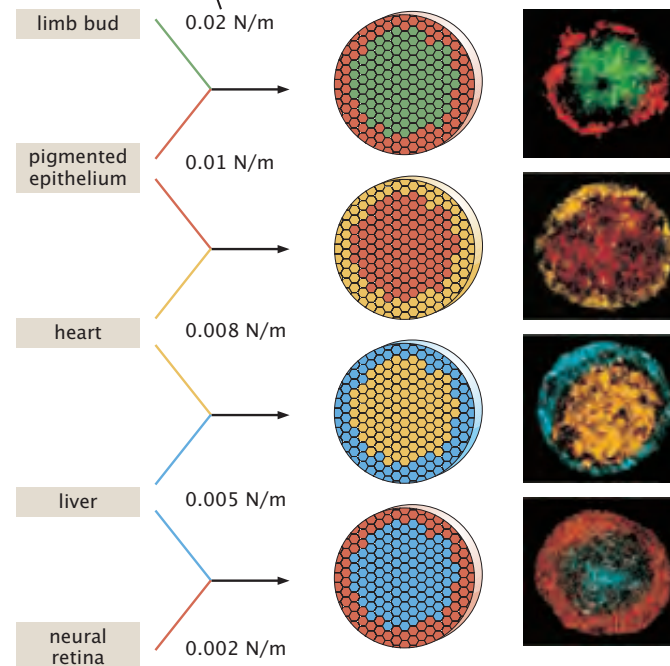 limb bud
0.02 N/m
pigmented
epithelium
0.01 N/m
heart
0.008 N/m
liver
0.005 N/m
neural
retina
0.002 N/m